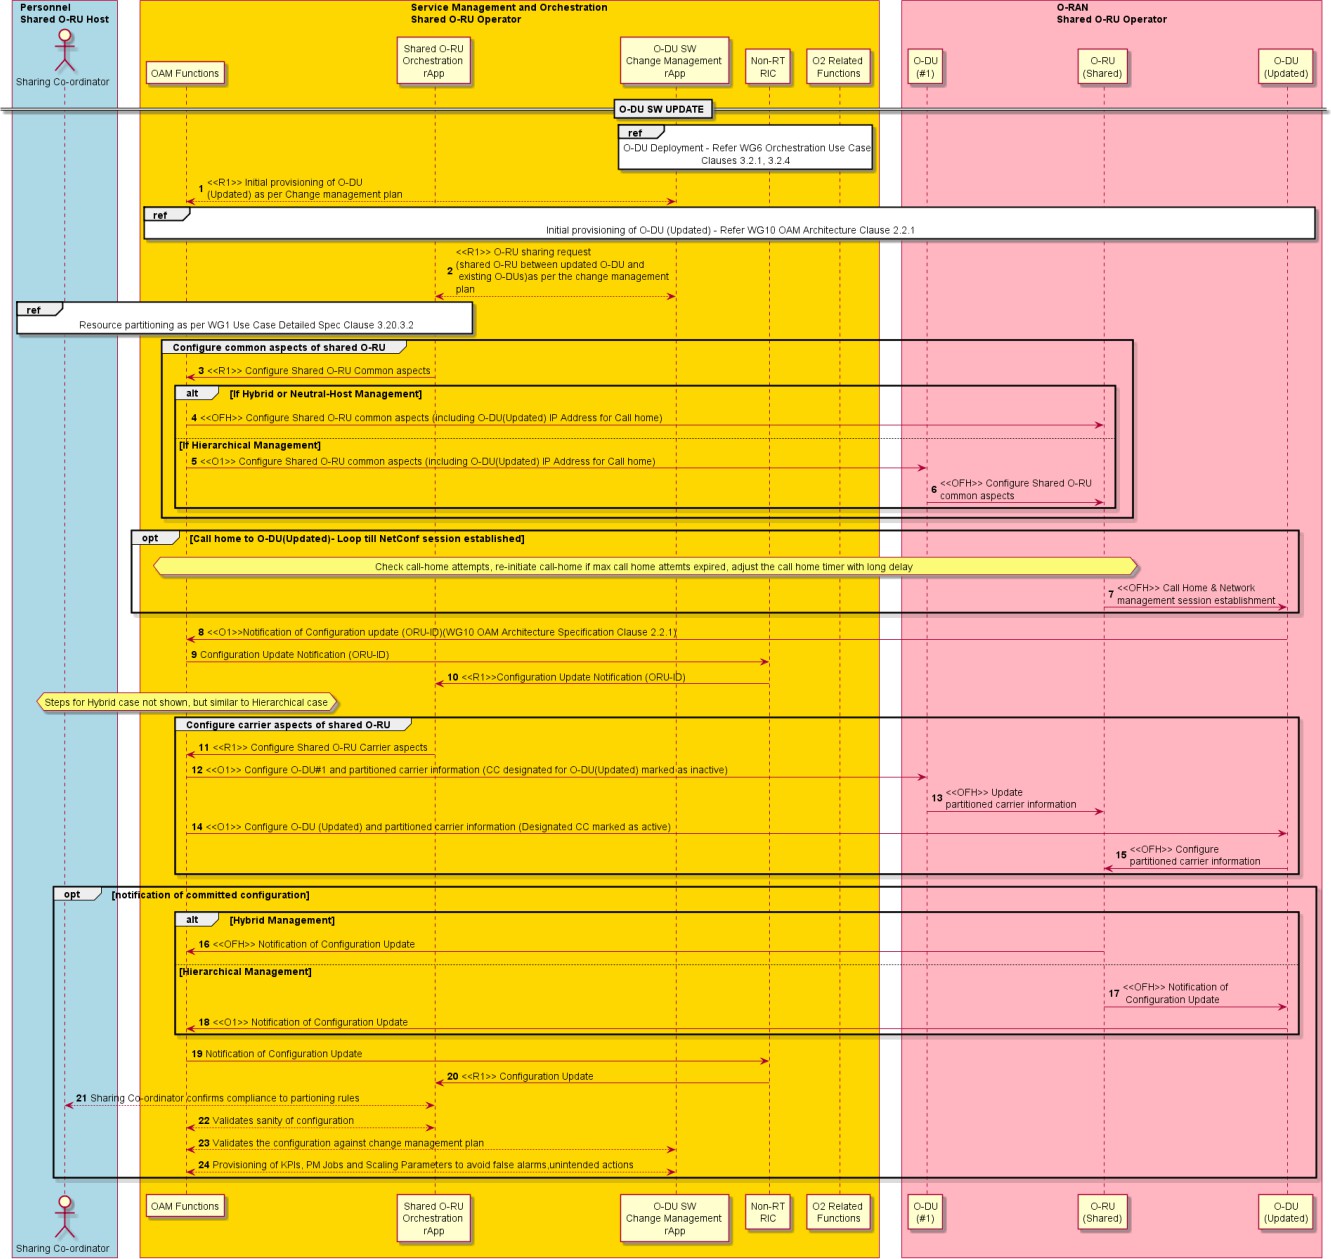 Personnel
Shared O-RU Host
Service Management and Orchestration
Shared O-RU Operator
O-RAN
Shared O-RU Operator
Sharing Co-ordinator
OAM Functions
Shared O-RU
Orchestration
rApp
O-DU SW
Change Management
rApp
Non-RT
RIC
O2 Related
Functions
O-DU
(#1)
O-RU
(Shared)
O-DU
(Updated)
O-DU SW UPDATE
ref
O-DU Deployment - Refer WG6 Orchestration Use Case
Clauses 3.2.1, 3.2.4
1 <<R1>> Initial provisioning of O-DU
(Updated) as per Change management plan
ref
Initial provisioning of O-DU (Updated) - Refer WG10 OAM Architecture Clause 2.2.1
<<R1>> O-RU sharing request
(shared O-RU between updated O-DU and
2 existing O-DUs)as per the change management
plan
ref
Resource partitioning as per WG1 Use Case Detailed Spec Clause 3.20.3.2
Configure common aspects of shared O-RU
3 <<R1>> Configure Shared O-RU Common aspects
alt [If Hybrid or Neutral-Host Management]
4 <<OFH>> Configure Shared O-RU common aspects (including O-DU(Updated) IP Address for Call home)
[If Hierarchical Management]
5 <<O1>> Configure Shared O-RU common aspects (including O-DU(Updated) IP Address for Call home)
6 <<OFH>> Configure Shared O-RU
common aspects
opt [Call home to O-DU(Updated)- Loop till NetConf session established]
Check call-home attempts, re-initiate call-home if max call home attemts expired, adjust the call home timer with long delay
7 <<OFH>> Call Home & Network
management session establishment
8 <<O1>>Notification of Configuration update (ORU-ID)(WG10 OAM Architecture Specification Clause 2.2.1)
9 Configuration Update Notification (ORU-ID)
10 <<R1>>Configuration Update Notification (ORU-ID)
Steps for Hybrid case not shown, but similar to Hierarchical case
Configure carrier aspects of shared O-RU
11 <<R1>> Configure Shared O-RU Carrier aspects
12 <<O1>> Configure O-DU#1 and partitioned carrier information (CC designated for O-DU(Updated) marked as inactive)
13 <<OFH>> Update
partitioned carrier information
14 <<O1>> Configure O-DU (Updated) and partitioned carrier information (Designated CC marked as active)
15 <<OFH>> Configure
partitioned carrier information
opt [notification of committed configuration]
alt [Hybrid Management]
16 <<OFH>> Notification of Configuration Update
[Hierarchical Management]
17 <<OFH>> Notification of
Configuration Update
18 <<O1>> Notification of Configuration Update
19 Notification of Configuration Update
20 <<R1>> Configuration Update
21 Sharing Co-ordinator confirms compliance to partioning rules
22 Validates sanity of configuration
23 Validates the configuration against change management plan
24 Provisioning of KPIs, PM Jobs and Scaling Parameters to avoid false alarms,unintended actions
Sharing Co-ordinator
OAM Functions
Shared O-RU
Orchestration
rApp
O-DU SW
Change Management
rApp
Non-RT
RIC
O2 Related
Functions
O-DU
(#1)
O-RU
(Shared)
O-DU
(Updated)